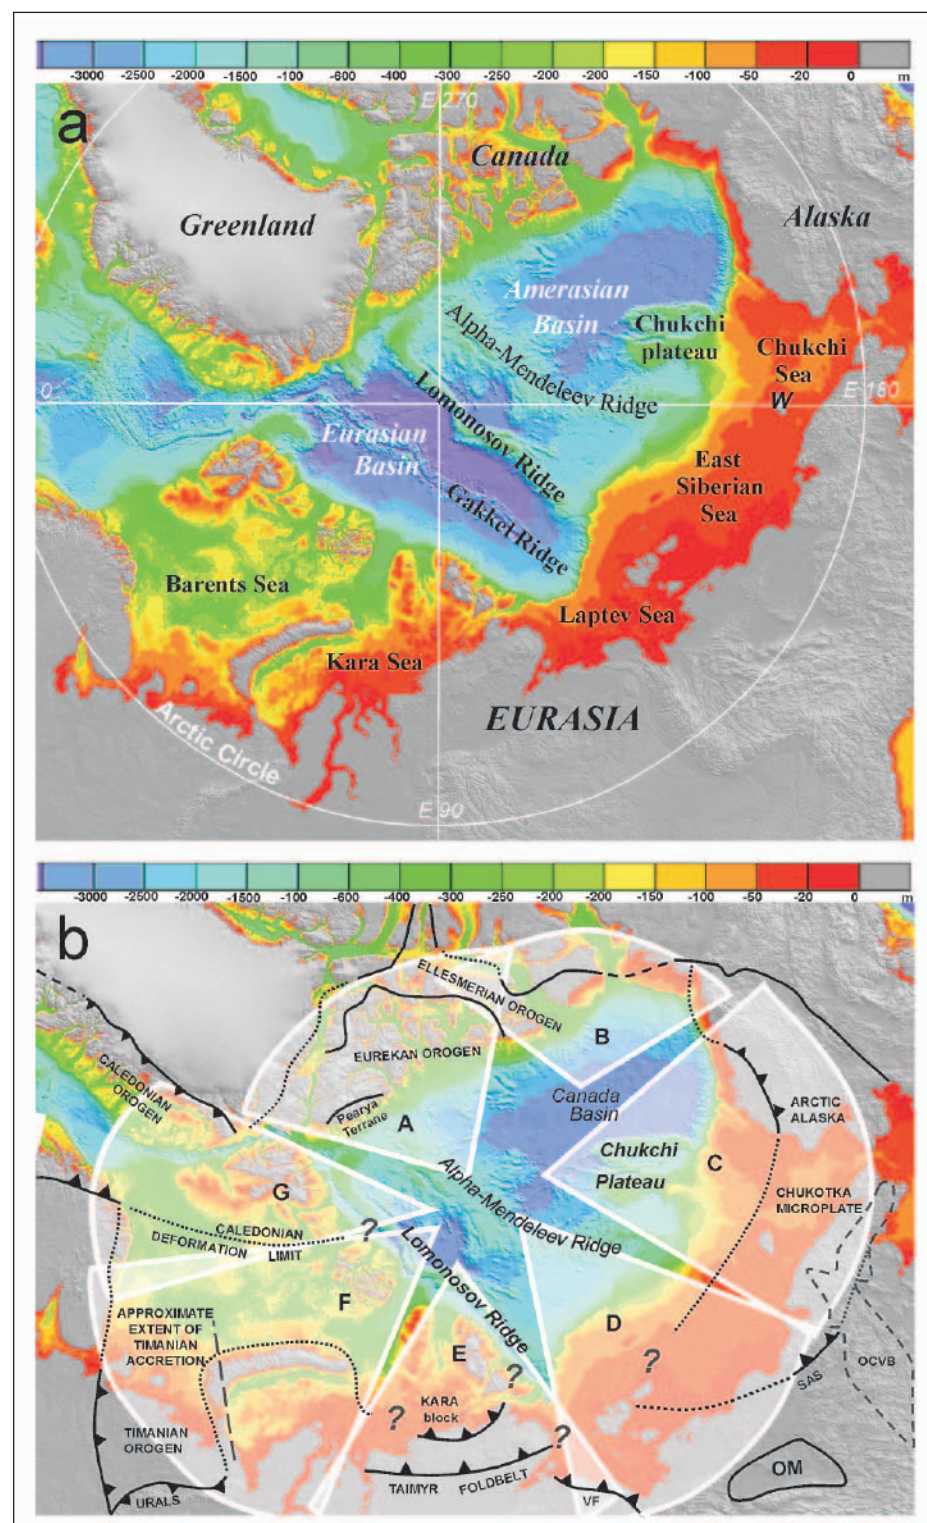 -3000 -2500 -2000 -1500 -100 -600 -400 -300 -200 -150 -100 -50 -20 0 m
a
E 270
Canada
Greenland
Alaska
Amerasian
Basin
Chukchi
plateau
Alpha-Mendeleev Ridge
Chukchi
Sea
W
0
E 180
Lomonosov Ridge
Eurasian
Basin
East
Siberian
Sea
Gakkel Ridge
Barents Sea
Laptev Sea
Kara Sea
EURASIA
Arctic Circle
E 90
-3000 -2500 -2000 -1500 -100 -600 -400 -300 -200 -150 -100 -50 -20 0 m
b
ELLESMERIAN OROGEN
EUREKAN OROGEN
B
CALEDONIAN
OROGEN
Canada
Basin
ARCTIC
ALASKA
Pearya
Terrane
A
Chukchi
Plateau
C
G
Alpha-Mendeleev Ridge
CHUKOTKA
MICROPLATE
CALEDONIAN
DEFORMATION LIMIT
?
Lomonosov Ridge
F
APPROXIMATE
EXTENT OF
TIMANIAN
ACCRETION
D
E
?
?
OCVB
SAS
KARA
block
?
?
TIMANIAN
OROGEN
OM
TAIMYR FOLDBELT
URALS
VF